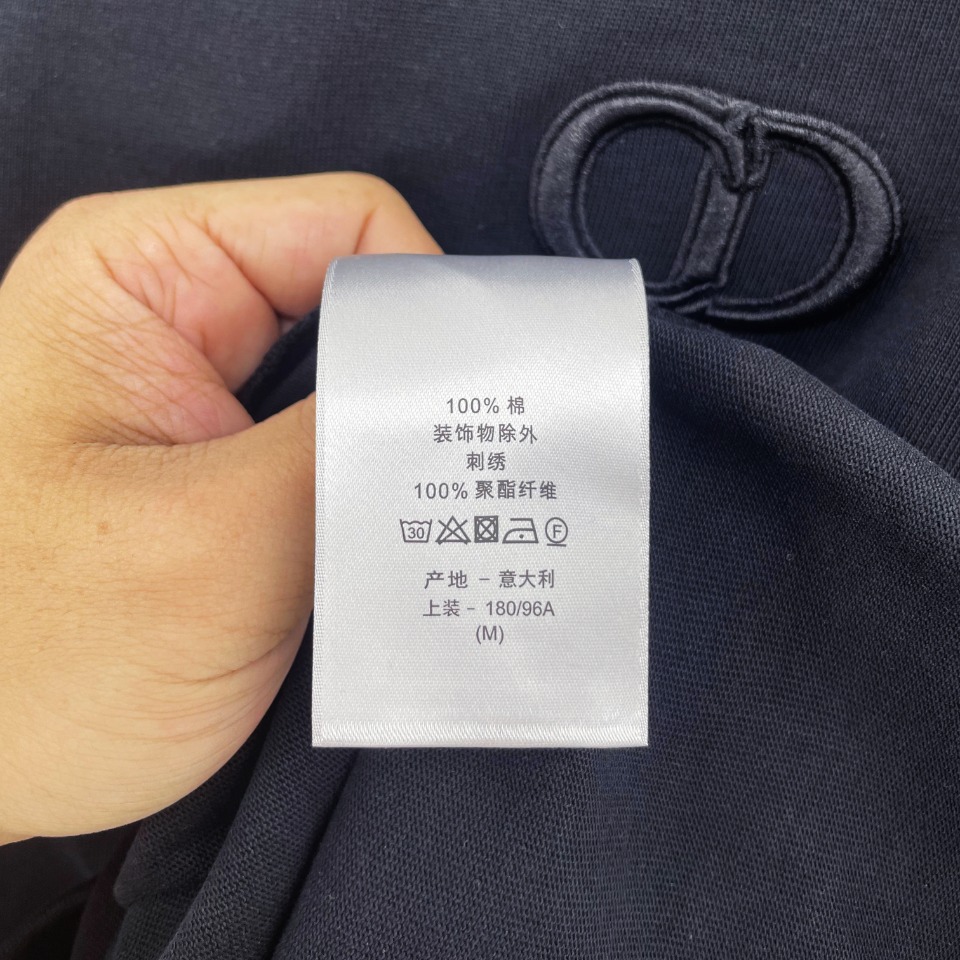 100% 棉
装饰物除外
刺绣
100% 聚酯纤维
30 F
产地 - 意大利
上装 - 180/96A
(M)